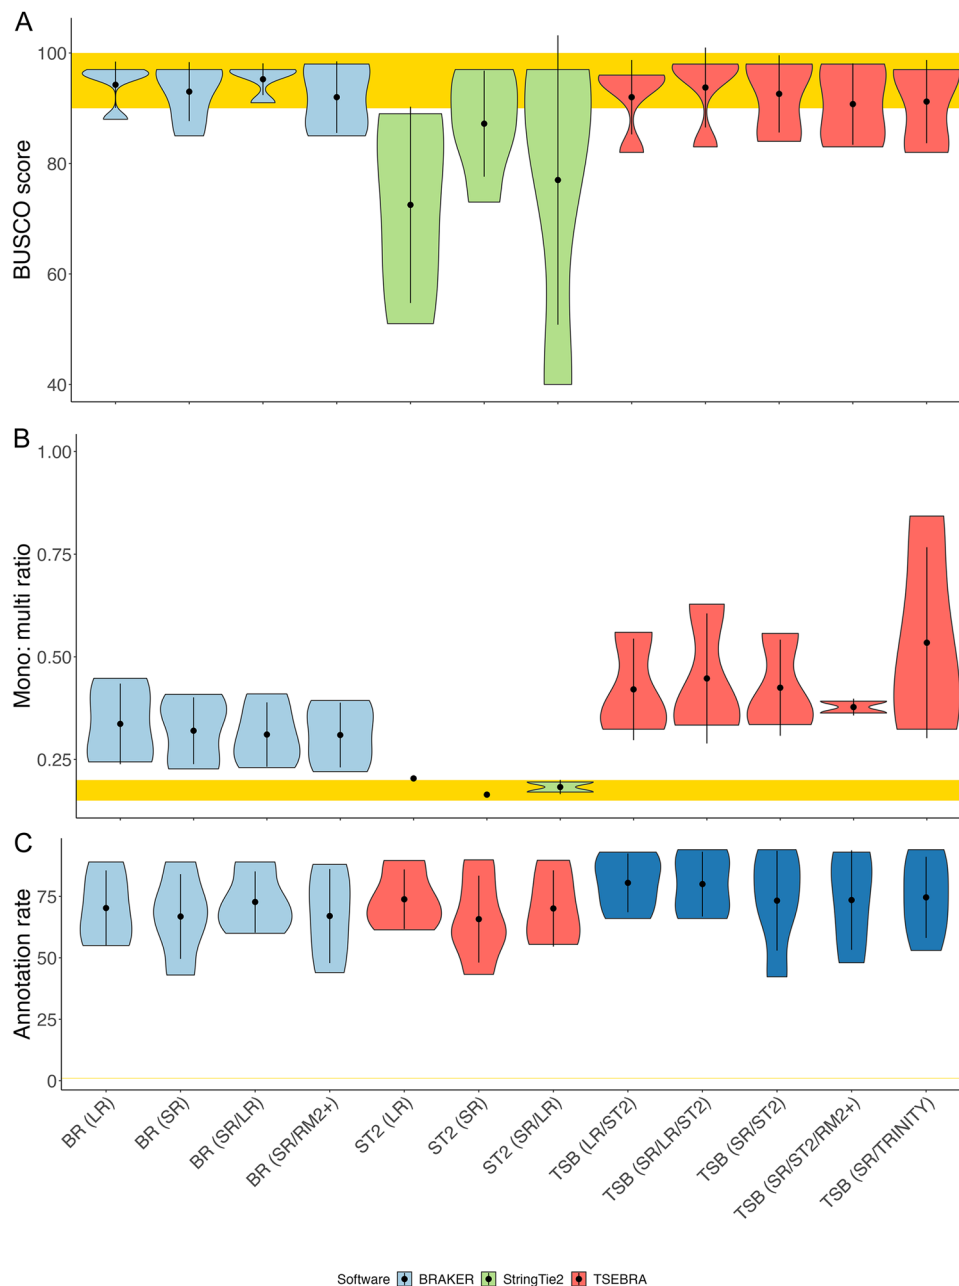 A
BUSCO score
100
80
60
40
B
Mono: multi ratio
1.00
0.75
0.50
0.25
C
Annotation rate
75
50
25
0
BR (LR)
BR (SR)
BR (SR/LR)
BR (SR/RM2+)
ST2 (LR)
ST2 (SR)
ST2 (SR/LR)
TSB (LR/ST2)
TSB (SR/LR/ST2)
TSB (SR/ST2)
TSB (SR/ST2/RM2+)
TSB (SR/TRINITY)
Software BRAKER StringTie2 TSEBRA